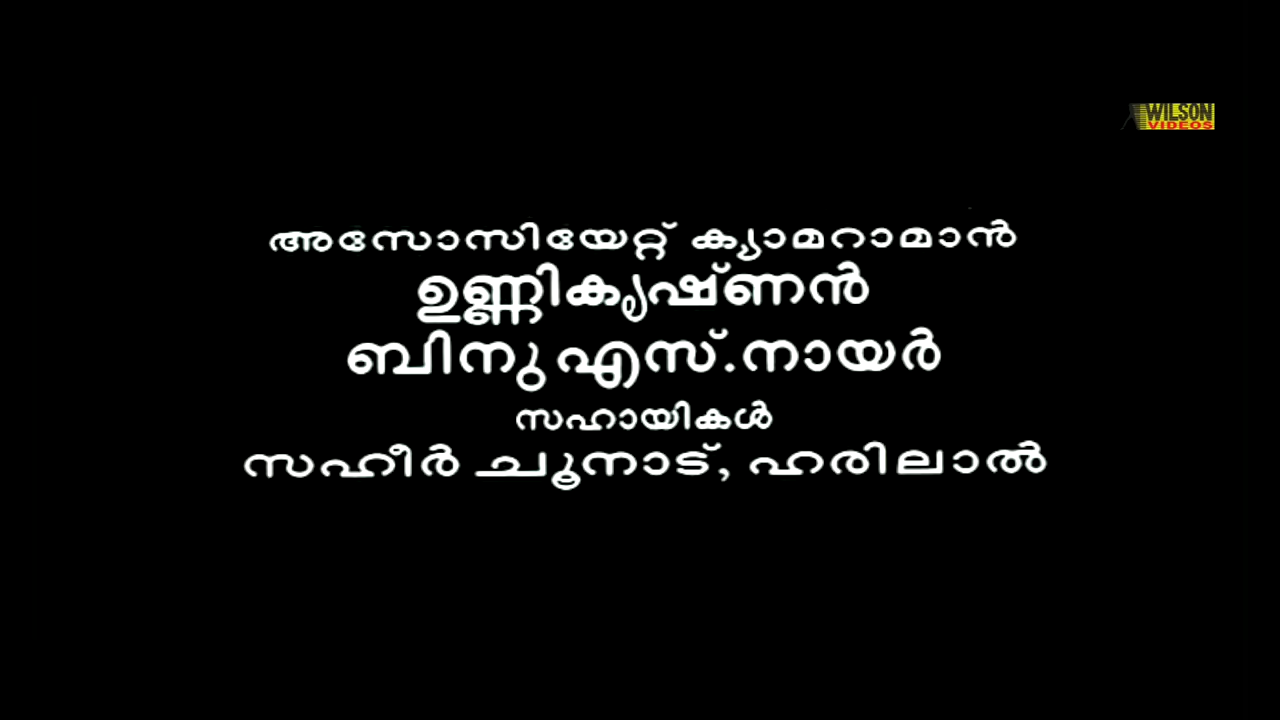 WILSON
VIDEOS
അസോസിയേറ്റ് ക്യാമറാമാൻ
ഉണ്ണികൃഷ്ണൻ
ബിനു എസ്.നായർ
സഹായികൾ
സഹീർ ചൂനാട്, ഹരിലാൽ